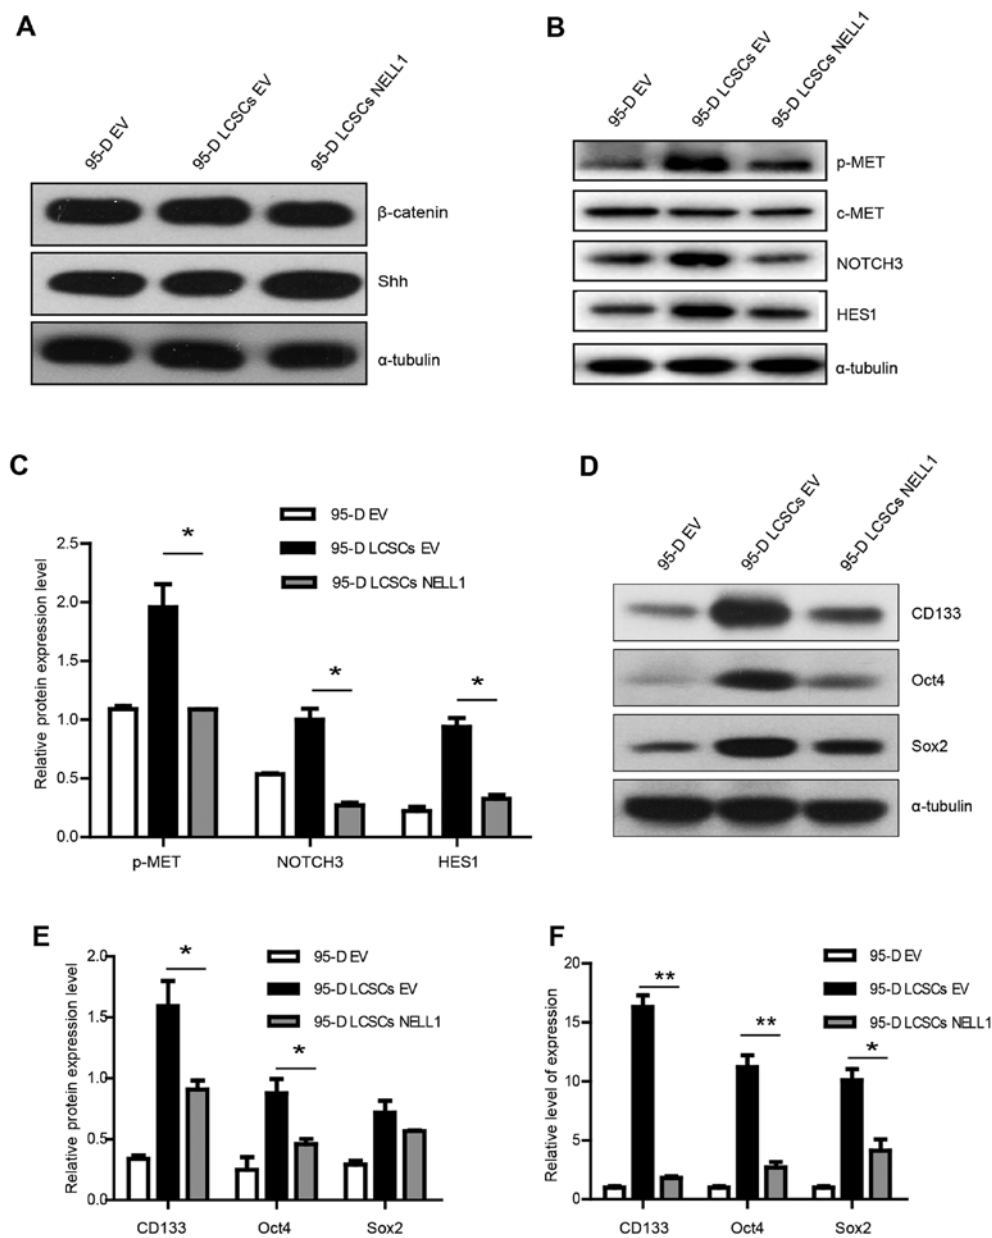 A
95-D EV
95-D LCSCs EV
95-D LCSCs NELL1
β-catenin
Shh
α-tubulin
B
95-D EV
95-D LCSCs EV
95-D LCSCs NELL1
p-MET
c-MET
NOTCH3
HES1
α-tubulin
C
Relative protein expression level
2.5
2.0
1.5
1.0
0.5
0.0
*
*
*
95-D EV
95-D LCSCs EV
95-D LCSCs NELL1
p-MET
NOTCH3
HES1
D
95-D EV
95-D LCSCs EV
95-D LCSCs NELL1
CD133
Oct4
Sox2
α-tubulin
E
Relative protein expression level
2.0
1.5
1.0
0.5
0.0
*
*
95-D EV
95-D LCSCs EV
95-D LCSCs NELL1
CD133
Oct4
Sox2
F
Relative level of expression
20
15
10
5
0
**
**
*
95-D EV
95-D LCSCs EV
95-D LCSCs NELL1
CD133
Oct4
Sox2